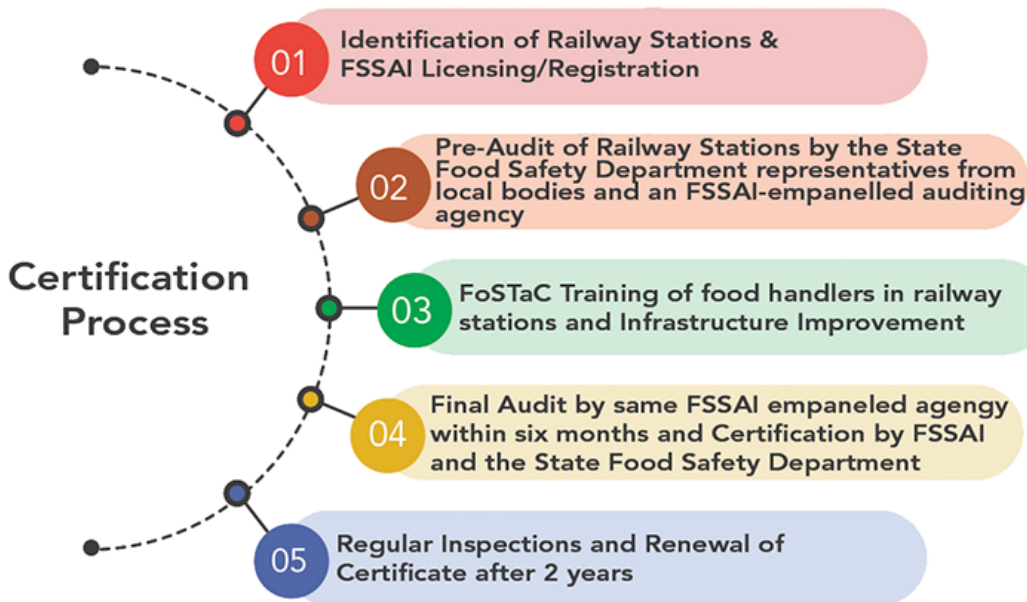 Certification
Process
01
Identification of Railway Stations &
FSSAI Licensing/Registration
02
Pre-Audit of Railway Stations by the State
Food Safety Department representatives from
local bodies and an FSSAI-empanelled auditing
agency
03
FoSTaC Training of food handlers in railway
stations and Infrastructure Improvement
04
Final Audit by same FSSAI empaneled agengy
within six months and Certification by FSSAI
and the State Food Safety Department
05
Regular Inspections and Renewal of
Certificate after 2 years